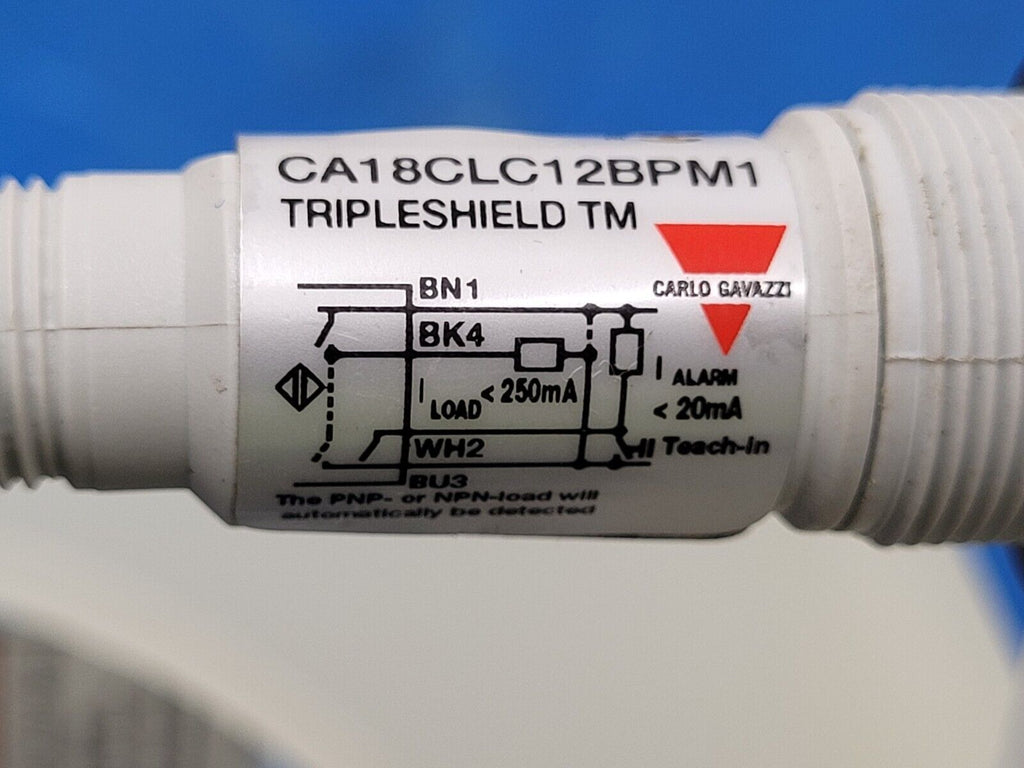 CA18CLC12BPM1
TRIPLESHIELD TM
CARLO GAVAZZI
BN1
BK4
I LOAD < 250mA
I ALARM < 20mA
WH2
Teach-in
BU3
The PNP- or NPN-load will
automatically be detected